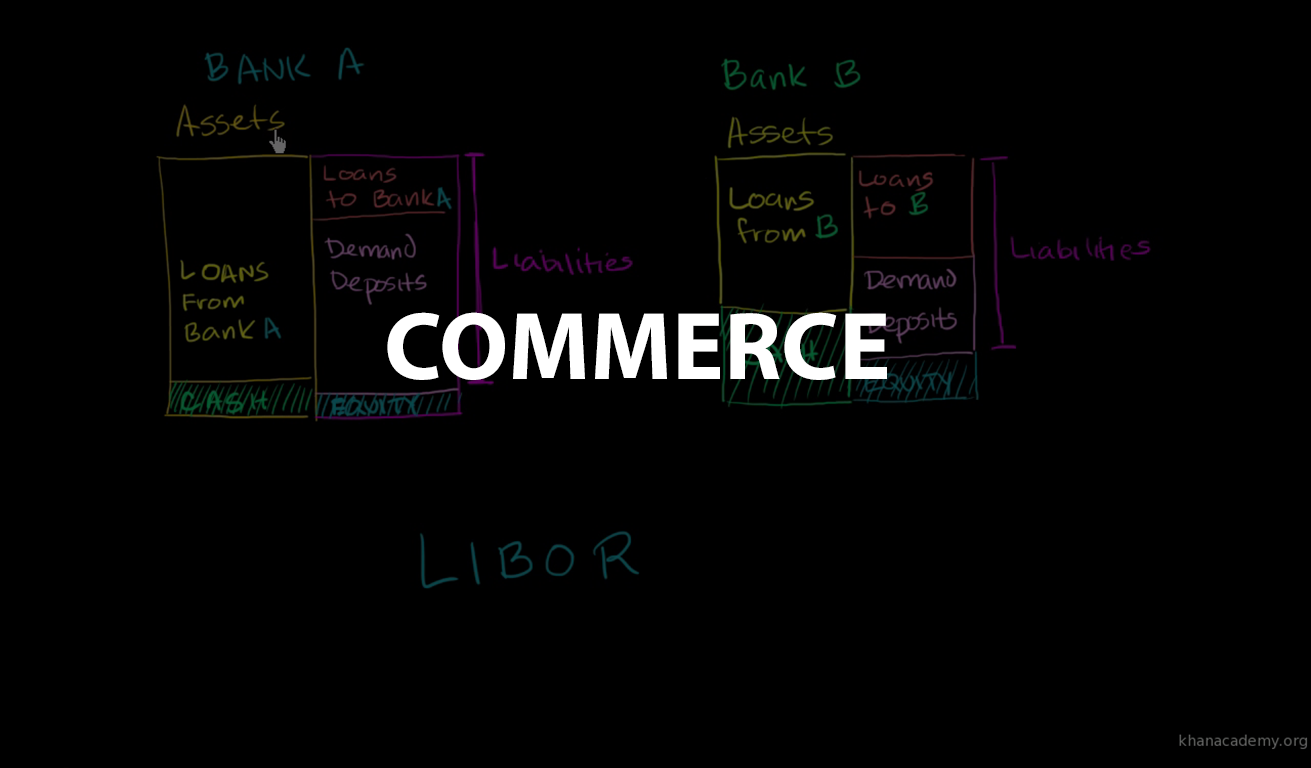 BANK A
Assets
Loans
to Bank A
Demand
Deposits
LOANS
From
Bank A
CASH
EQUITY
Liabilities
Bank B
Assets
Loans
from B
Loans
to B
Demand
Deposits
EQUITY
Liabilities
COMMERCE
LIBOR
khanacademy.org